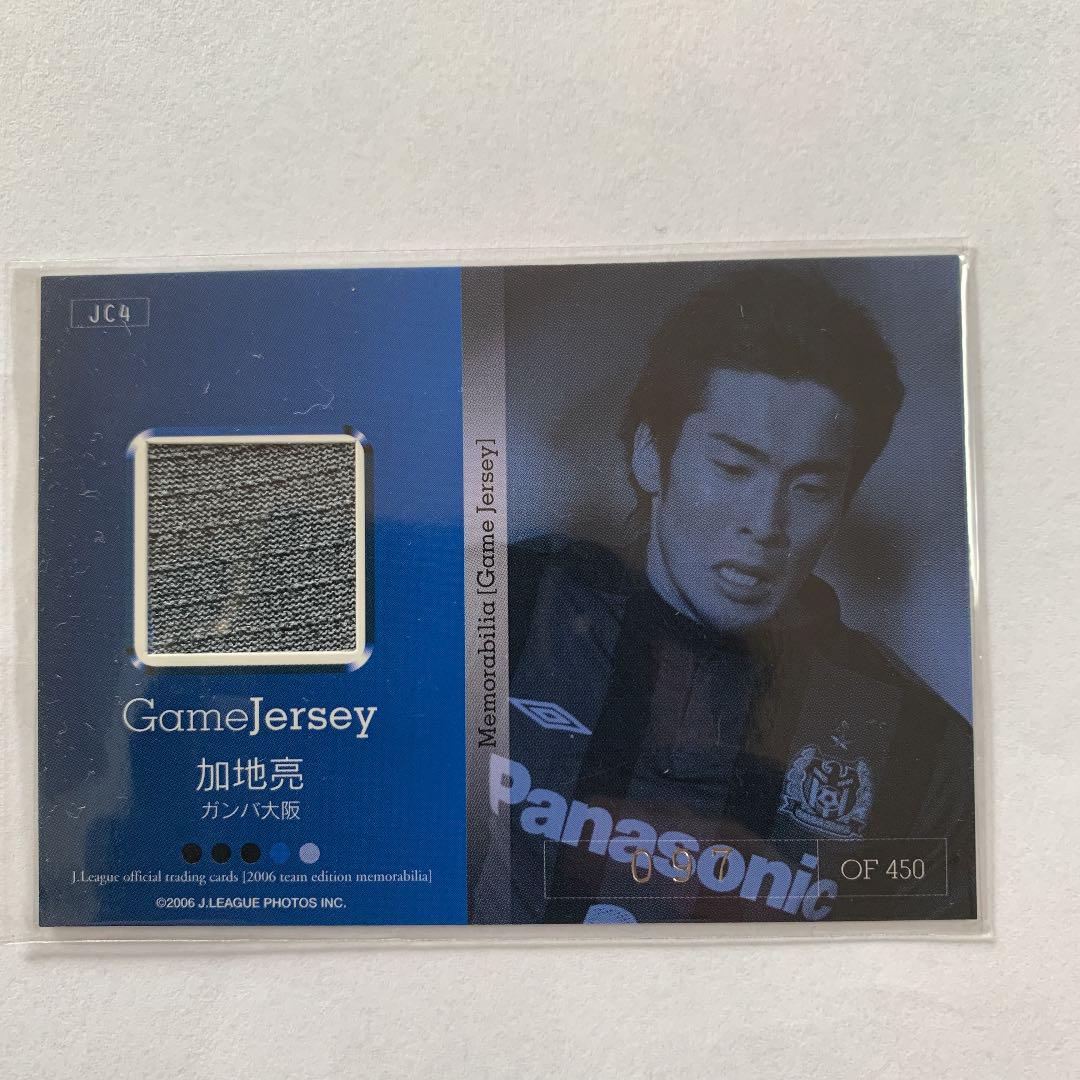 JC4
GameJersey
加地亮
ガンバ大阪
J.League official trading cards [2006 team edition memorabilia]
©2006 J.LEAGUE PHOTOS INC.
Memorabilia [Game Jersey]
Panasonic
097 OF 450